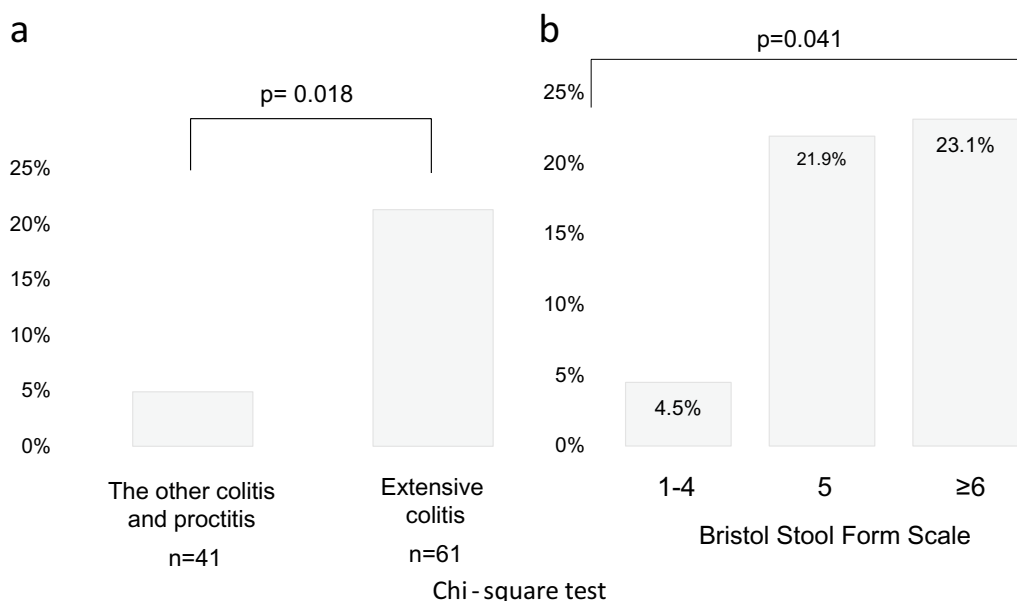 a
p= 0.018
25%
20%
15%
10%
5%
0%
The other colitis
and proctitis
n=41
Extensive
colitis
n=61
b
p=0.041
25%
20%
15%
10%
5%
0%
4.5%
21.9%
23.1%
1-4
5
≥6
Bristol Stool Form Scale
Chi-square test